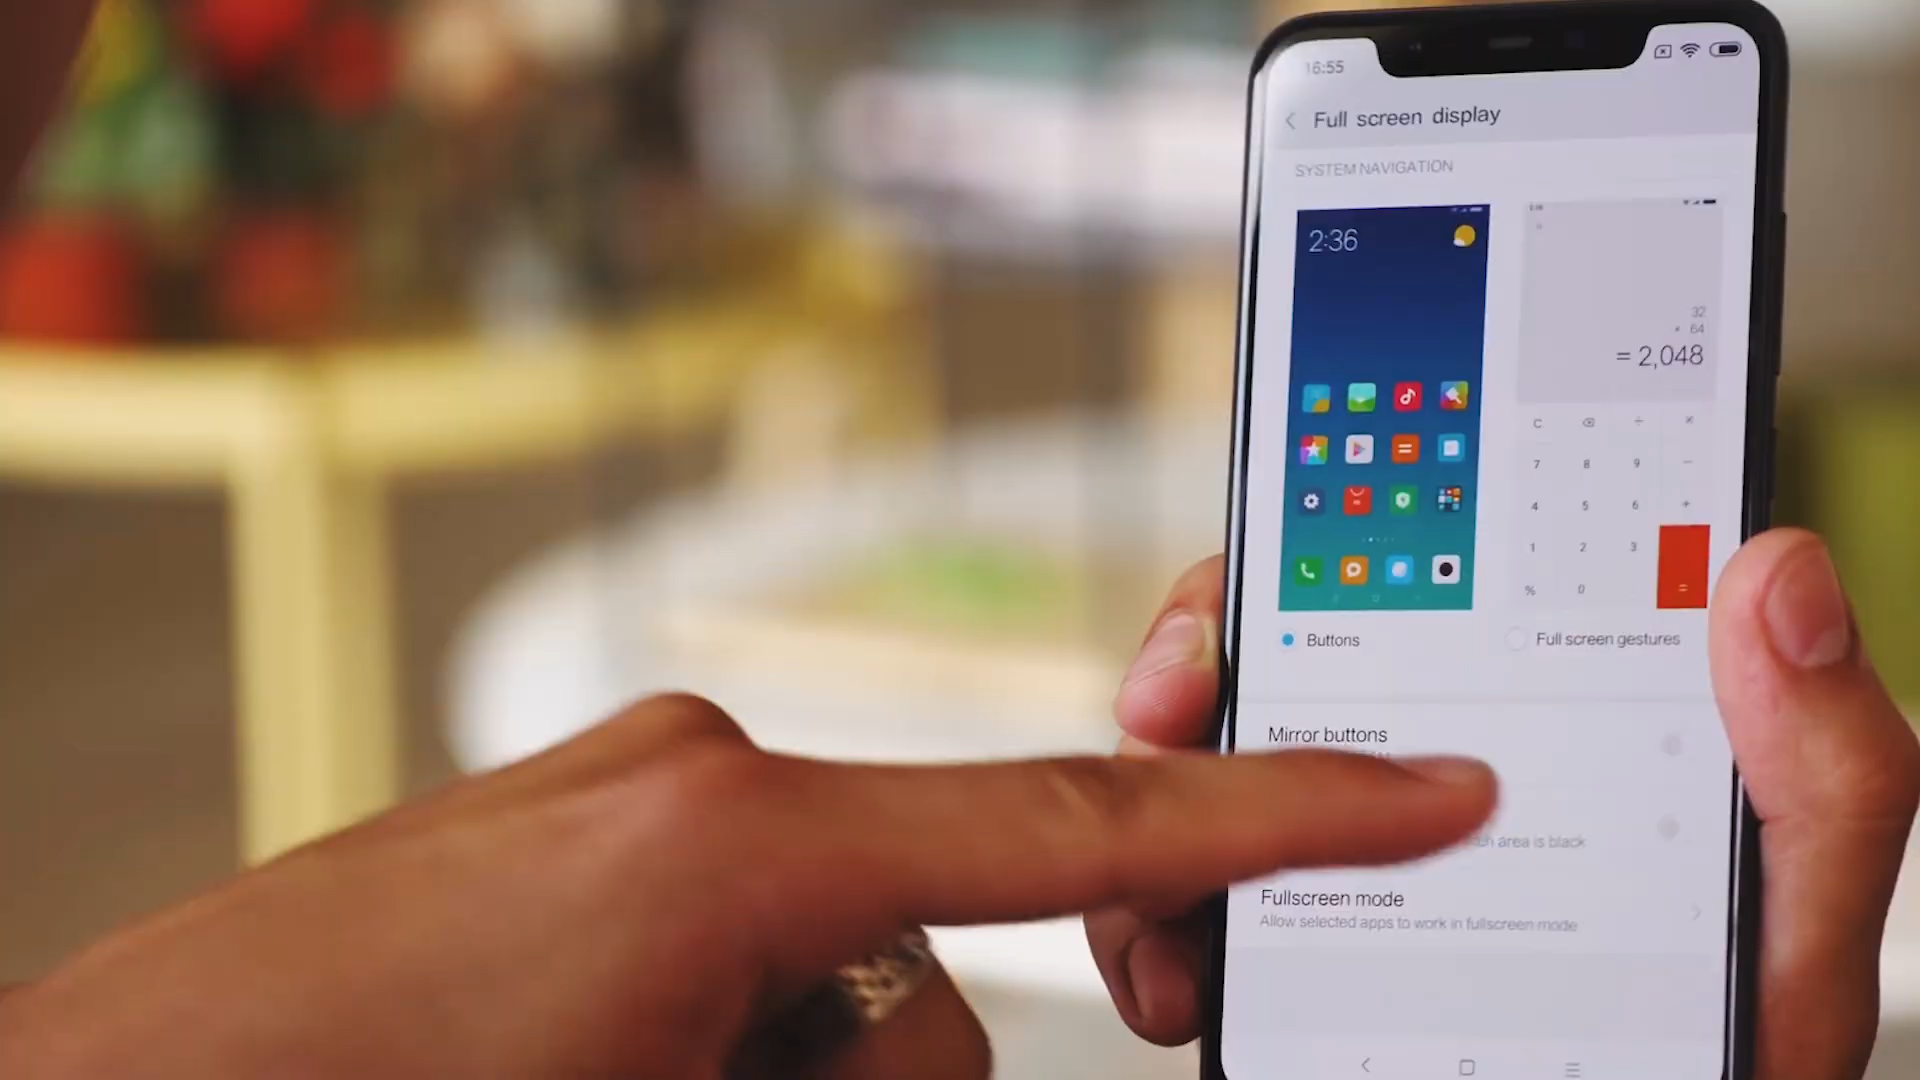 16:55
Full screen display
SYSTEM NAVIGATION
2:36
32
64
= 2,048
C ÷ ×
7 8 9 −
4 5 6 +
1 2 3
% 0 =
Buttons
Full screen gestures
Mirror buttons
area is black
Fullscreen mode
Allow selected apps to work in fullscreen mode